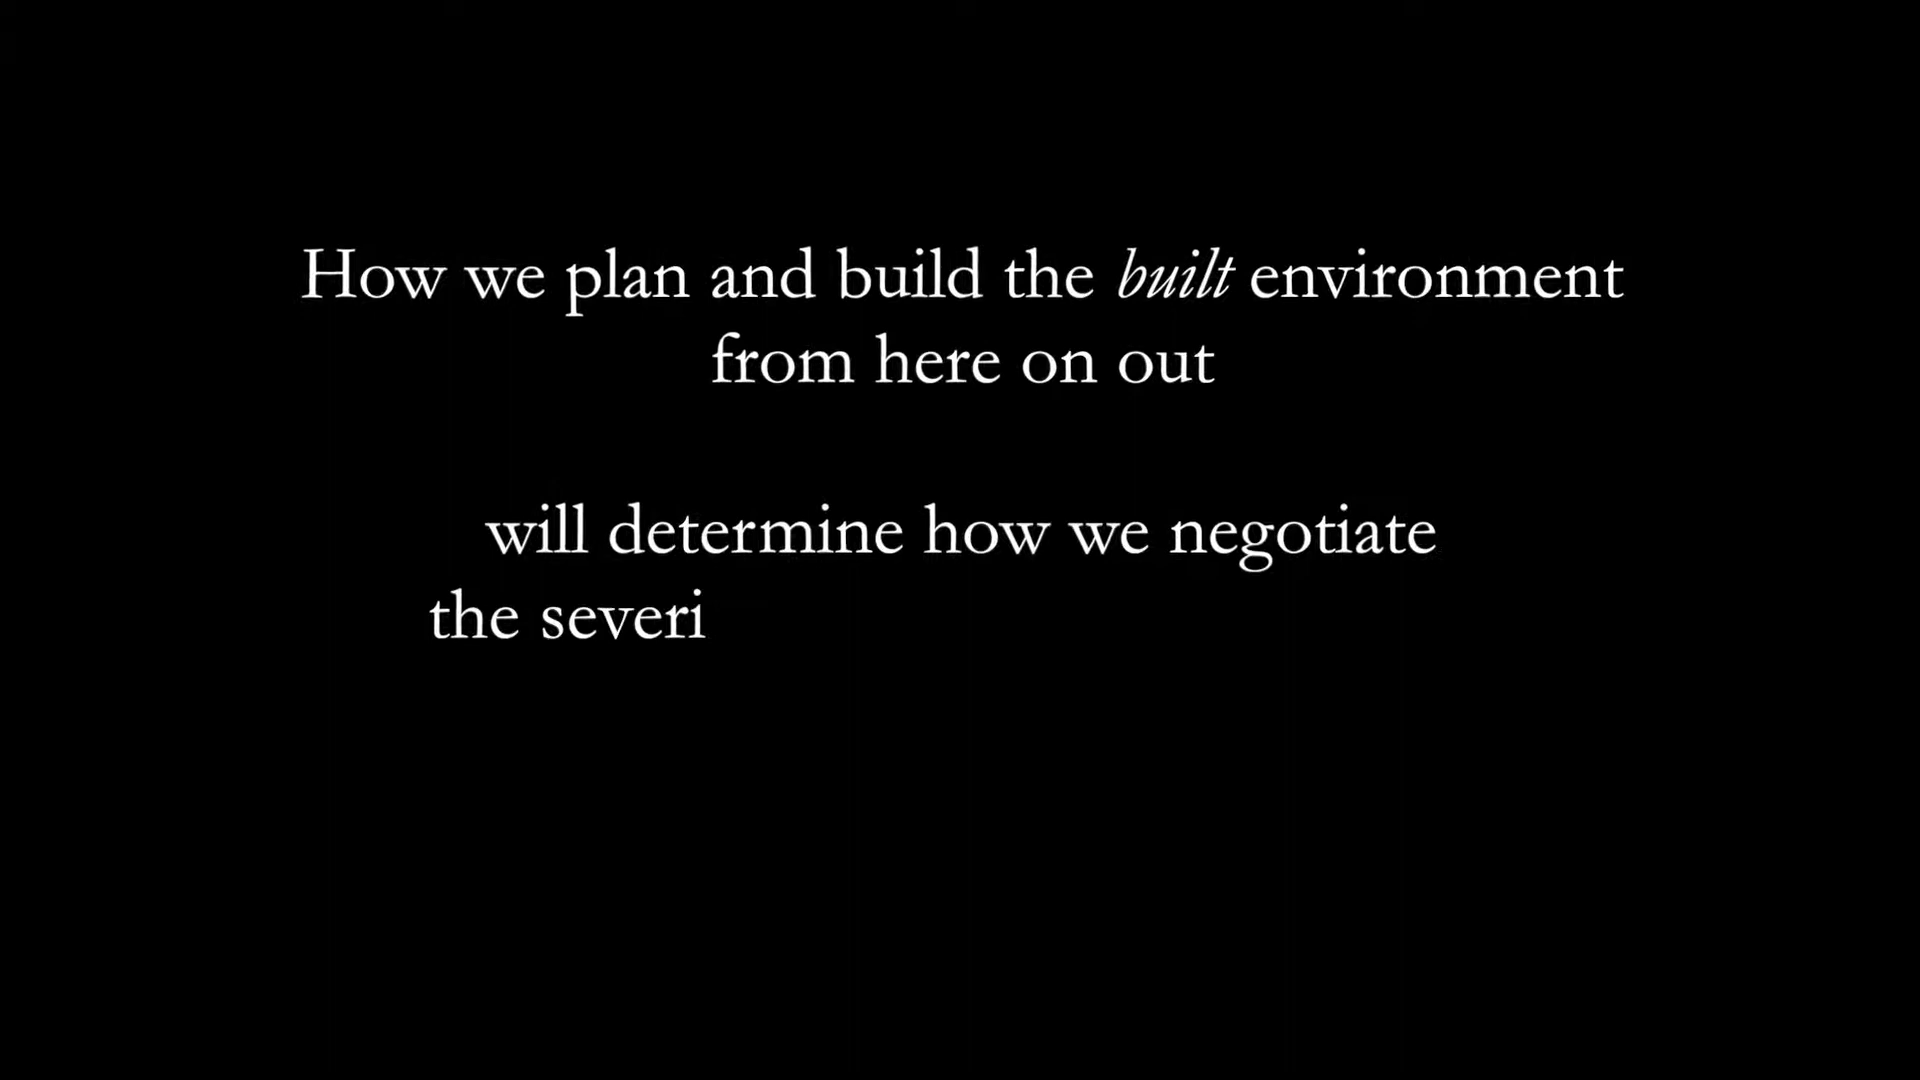 How we plan and build the built environment
from here on out
will determine how we negotiate
the severi